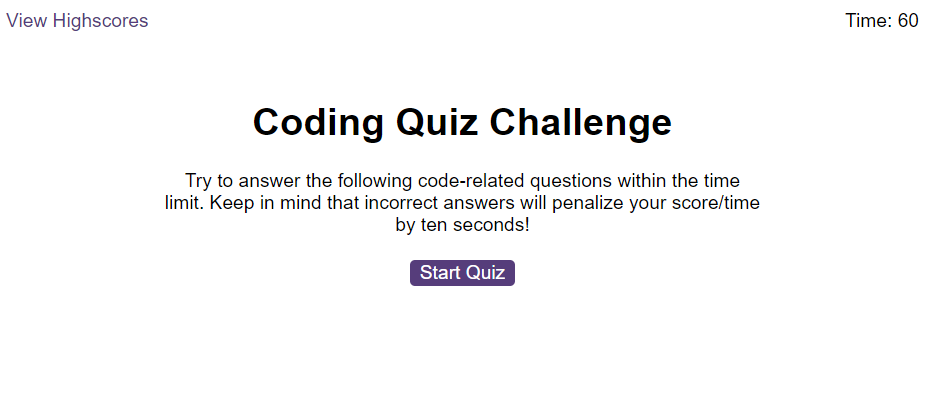 View Highscores
Time: 60
Coding Quiz Challenge
Try to answer the following code-related questions within the time
limit. Keep in mind that incorrect answers will penalize your score/time
by ten seconds!
Start Quiz